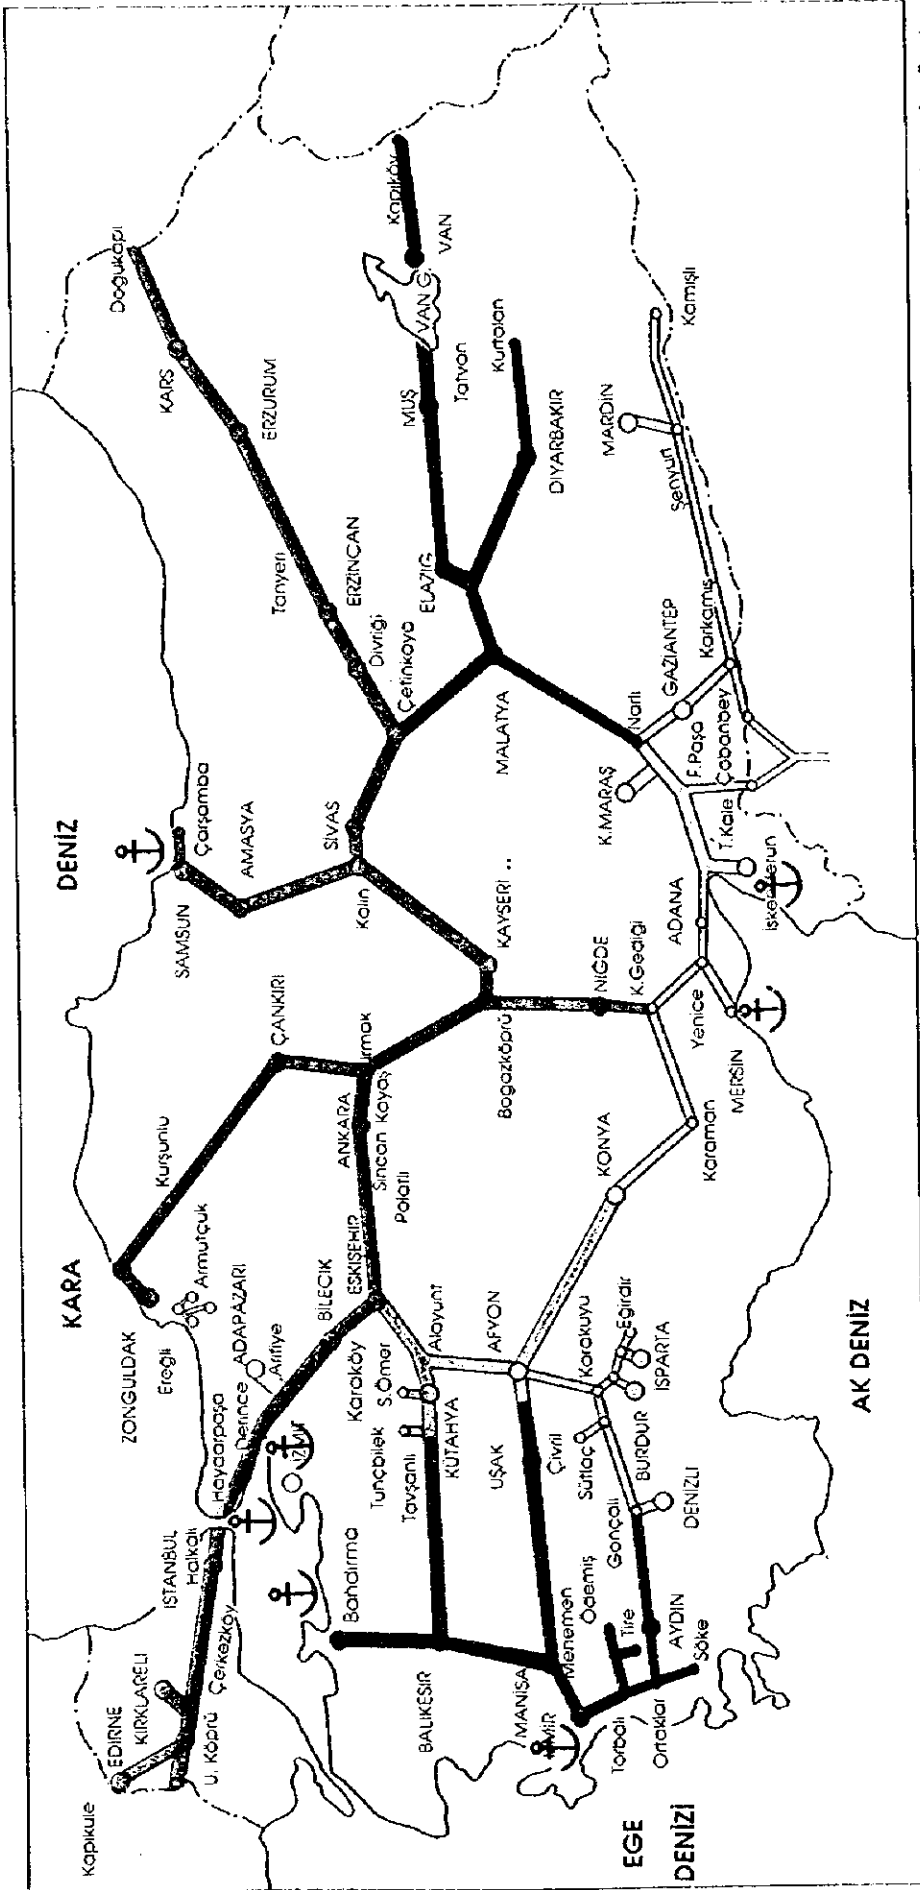 KARA
DENİZ
EGE
DENİZİ
AK DENİZ
Kapıkule
EDİRNE
KIRKLARELİ
U. Köprü
Çerkezköy
İSTANBUL
Halkalı
Haydarpaşa
Derince
İZMİT
ADAPAZARI
Arifiye
BİLECİK
Karaköy
ESKİŞEHİR
ZONGULDAK
Ereğli
Armutçuk
Kurşunlu
ÇANKIRI
Irmak
ANKARA
Sincan Kayaş
Polatlı
SAMSUN
Çarşamba
AMASYA
Kalın
SİVAS
Çetinkaya
Divriği
ERZİNCAN
Tanyeri
ERZURUM
KARS
Doğukapı
Kapıköy
VAN
VAN G.
Tatvan
MUŞ
ELAZIĞ
Kurtalan
DİYARBAKIR
MALATYA
KAYSERİ
Boğazköprü
NİĞDE
K.Gediği
ADANA
Yenice
MERSİN
İskenderun
T.Kale
F.Paşa
Çobanbey
K.MARAŞ
Narlı
GAZİANTEP
Karkamış
Şenyurt
MARDİN
Kamışlı
Karaman
KONYA
AFYON
Alayunt
S.Ömer
KÜTAHYA
Tunçbilek
Tavşanlı
Bandırma
BALIKESİR
MANİSA
Menemen
UŞAK
Karakuyu
Eğirdir
ISPARTA
BURDUR
Sütlaç
Çivril
Gonçalı
DENİZLİ
Ödemiş
Tire
AYDIN
Söke
Ortaklar
Torbalı
İZMİR